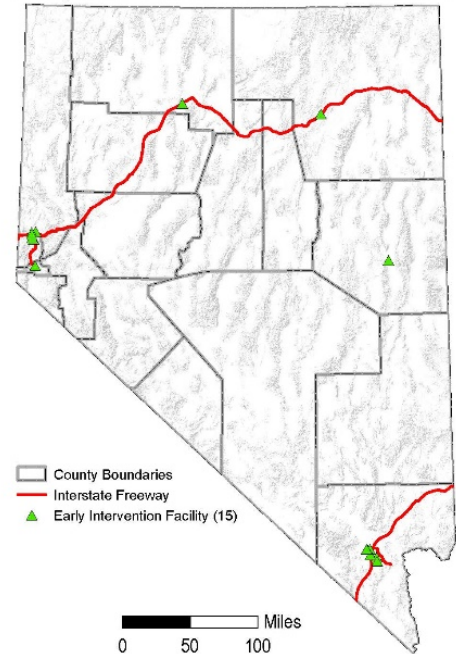 County Boundaries
Interstate Freeway
Early Intervention Facility (15)
Miles
0 50 100